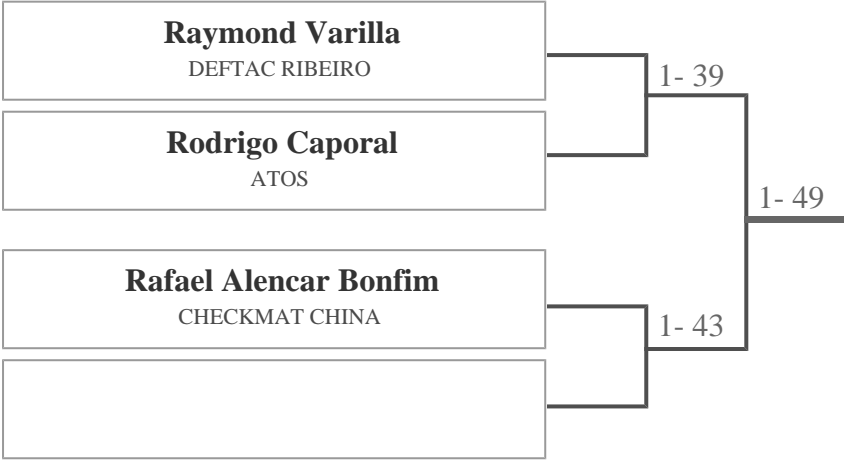 Raymond Varilla
DEFTAC RIBEIRO
1- 39
Rodrigo Caporal
ATOS
1- 49
Rafael Alencar Bonfim
CHECKMAT CHINA
1- 43